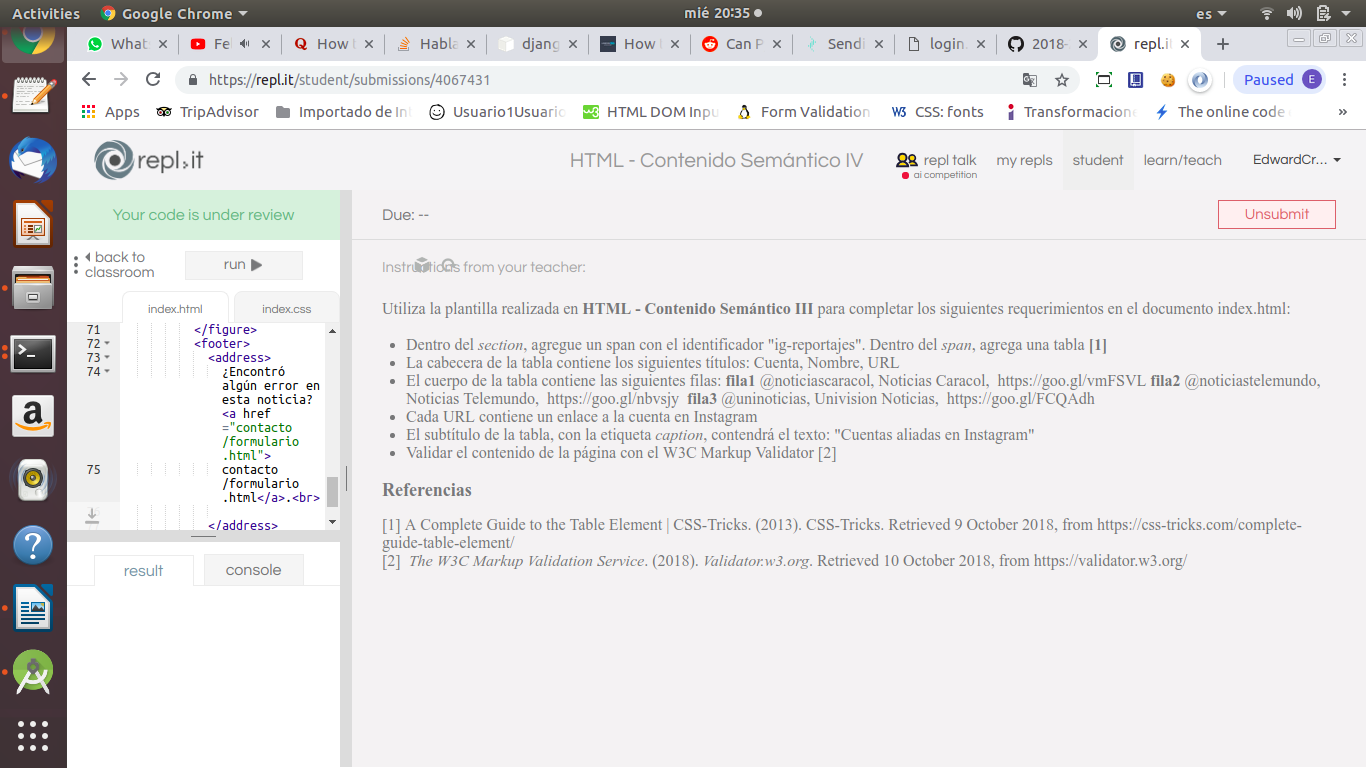 Activities Google Chrome mié 20:35 es
Whats Fel How t Habla djang How Can P Sendi login. 2018- repl.i
https://repl.it/student/submissions/4067431 Paused E
Apps TripAdvisor Importado de In Usuario1Usuario HTML DOM Inpu Form Validation CSS: fonts Transformacione The online code »
repl.it HTML - Contenido Semántico IV repl talk my repls student learn/teach EdwardCr...
ai competition
Your code is under review Due: -- Unsubmit
back to classroom run
Instructions from your teacher:
index.html index.css
71 </figure>
72 <footer>
73 <address>
74 ¿Encontró
algún error en
esta noticia?
<a href
="contacto
/formulario
.html">
75 contacto
/formulario
.html</a>.<br>
</address>
result console
Utiliza la plantilla realizada en HTML - Contenido Semántico III para completar los siguientes requerimientos en el documento index.html:
Dentro del section, agregue un span con el identificador "ig-reportajes". Dentro del span, agrega una tabla [1]
La cabecera de la tabla contiene los siguientes títulos: Cuenta, Nombre, URL
El cuerpo de la tabla contiene las siguientes filas: fila1 @noticiascaracol, Noticias Caracol, https://goo.gl/vmFSVL fila2 @noticiastelemundo,
Noticias Telemundo, https://goo.gl/nbvsjy fila3 @uninoticias, Univision Noticias, https://goo.gl/FCQAdh
Cada URL contiene un enlace a la cuenta en Instagram
El subtítulo de la tabla, con la etiqueta caption, contendrá el texto: "Cuentas aliadas en Instagram"
Validar el contenido de la página con el W3C Markup Validator [2]
Referencias
[1] A Complete Guide to the Table Element | CSS-Tricks. (2013). CSS-Tricks. Retrieved 9 October 2018, from https://css-tricks.com/complete-
guide-table-element/
[2] The W3C Markup Validation Service. (2018). Validator.w3.org. Retrieved 10 October 2018, from https://validator.w3.org/